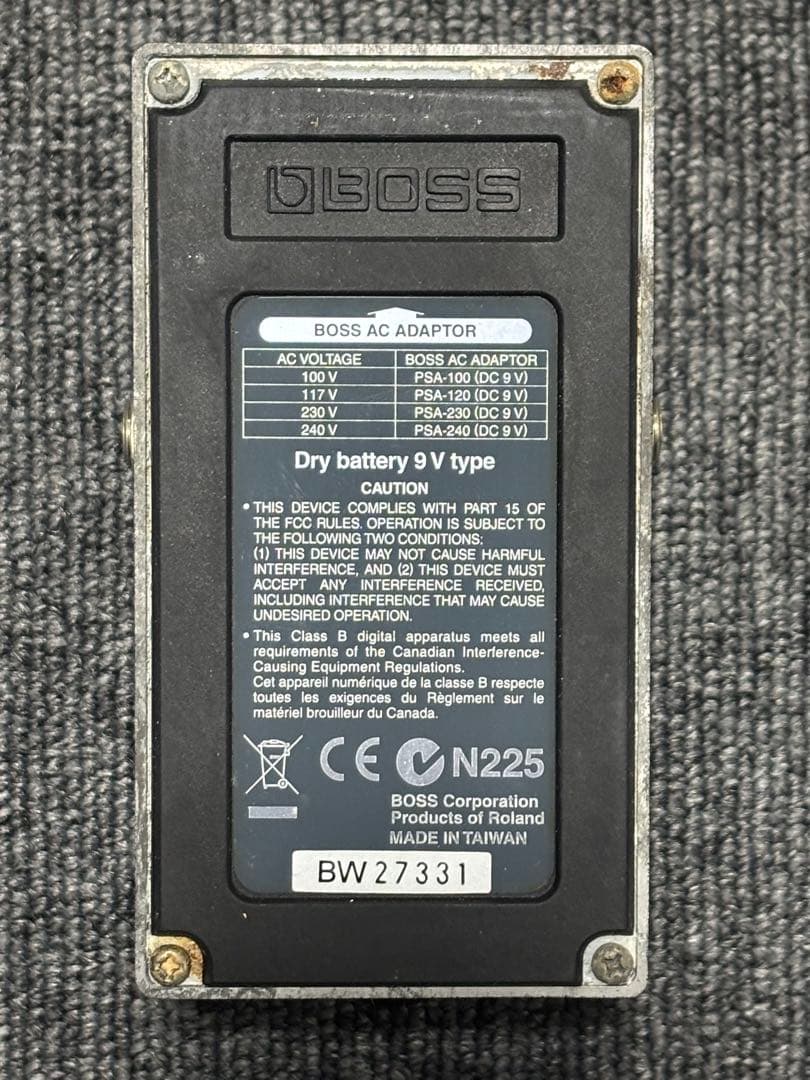 BOSS
BOSS AC ADAPTOR
AC VOLTAGE BOSS AC ADAPTOR
100 V PSA-100 (DC 9 V)
117 V PSA-120 (DC 9 V)
230 V PSA-230 (DC 9 V)
240 V PSA-240 (DC 9 V)
Dry battery 9 V type
CAUTION
• THIS DEVICE COMPLIES WITH PART 15 OF
THE FCC RULES. OPERATION IS SUBJECT TO
THE FOLLOWING TWO CONDITIONS:
(1) THIS DEVICE MAY NOT CAUSE HARMFUL
INTERFERENCE, AND (2) THIS DEVICE MUST
ACCEPT ANY INTERFERENCE RECEIVED,
INCLUDING INTERFERENCE THAT MAY CAUSE
UNDESIRED OPERATION.
• This Class B digital apparatus meets all
requirements of the Canadian Interference-
Causing Equipment Regulations.
Cet appareil numérique de la classe B respecte
toutes les exigences du Règlement sur le
matériel brouilleur du Canada.
CE N225
BOSS Corporation
Products of Roland
MADE IN TAIWAN
BW27331